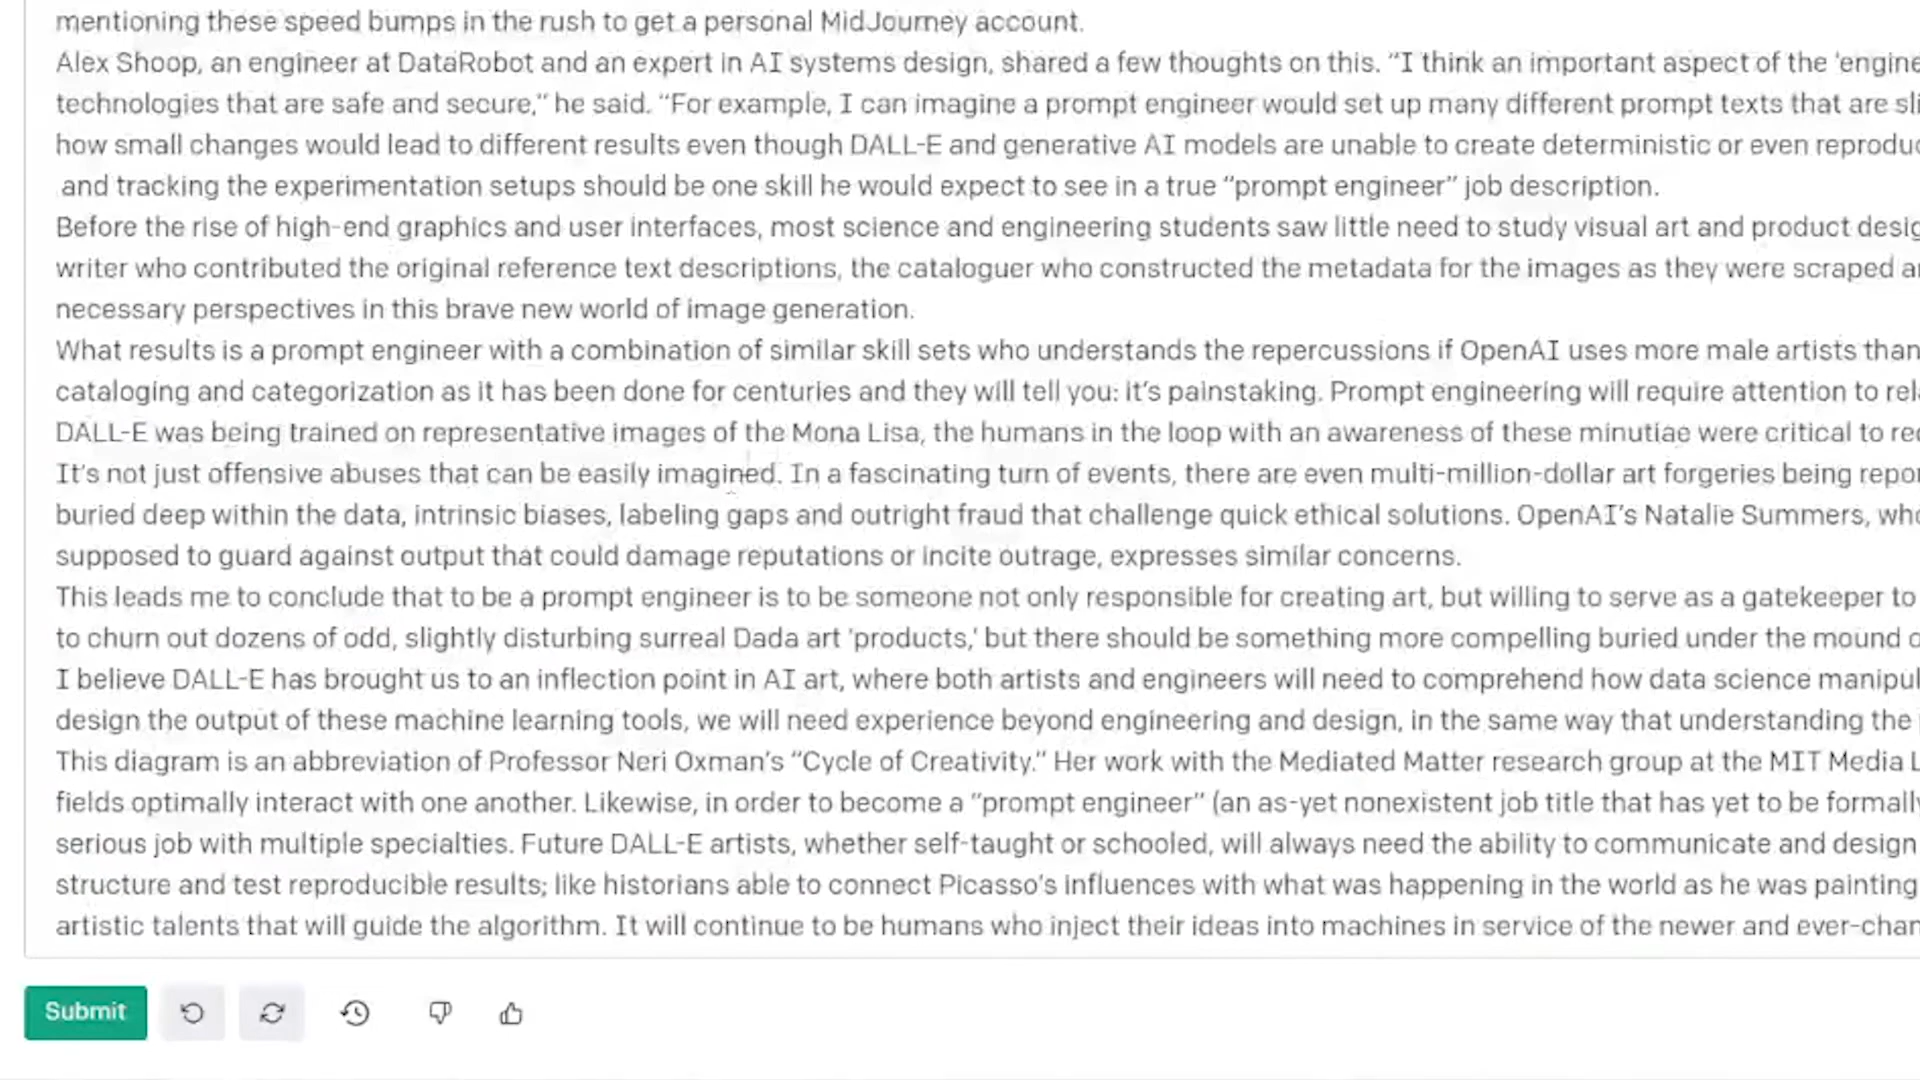 mentioning these speed bumps in the rush to get a personal MidJourney account.
Alex Shoop, an engineer at DataRobot and an expert in AI systems design, shared a few thoughts on this. “I think an important aspect of the ‘engine
technologies that are safe and secure,” he said. “For example, I can imagine a prompt engineer would set up many different prompt texts that are sli
how small changes would lead to different results even though DALL-E and generative AI models are unable to create deterministic or even reproduc
and tracking the experimentation setups should be one skill he would expect to see in a true “prompt engineer” job description.
Before the rise of high-end graphics and user interfaces, most science and engineering students saw little need to study visual art and product desig
writer who contributed the original reference text descriptions, the cataloguer who constructed the metadata for the images as they were scraped a
necessary perspectives in this brave new world of image generation.
What results is a prompt engineer with a combination of similar skill sets who understands the repercussions if OpenAI uses more male artists than
cataloging and categorization as it has been done for centuries and they will tell you: it’s painstaking. Prompt engineering will require attention to rel
DALL-E was being trained on representative images of the Mona Lisa, the humans in the loop with an awareness of these minutiae were critical to re
It’s not just offensive abuses that can be easily imagined. In a fascinating turn of events, there are even multi-million-dollar art forgeries being repo
buried deep within the data, intrinsic biases, labeling gaps and outright fraud that challenge quick ethical solutions. OpenAI’s Natalie Summers, who
supposed to guard against output that could damage reputations or incite outrage, expresses similar concerns.
This leads me to conclude that to be a prompt engineer is to be someone not only responsible for creating art, but willing to serve as a gatekeeper to
to churn out dozens of odd, slightly disturbing surreal Dada art ‘products,’ but there should be something more compelling buried under the mound o
I believe DALL-E has brought us to an inflection point in AI art, where both artists and engineers will need to comprehend how data science manipul
design the output of these machine learning tools, we will need experience beyond engineering and design, in the same way that understanding the
This diagram is an abbreviation of Professor Neri Oxman’s “Cycle of Creativity.” Her work with the Mediated Matter research group at the MIT Media L
fields optimally interact with one another. Likewise, in order to become a “prompt engineer” (an as-yet nonexistent job title that has yet to be formally
serious job with multiple specialties. Future DALL-E artists, whether self-taught or schooled, will always need the ability to communicate and design
structure and test reproducible results; like historians able to connect Picasso’s influences with what was happening in the world as he was painting
artistic talents that will guide the algorithm. It will continue to be humans who inject their ideas into machines in service of the newer and ever-chan
Submit